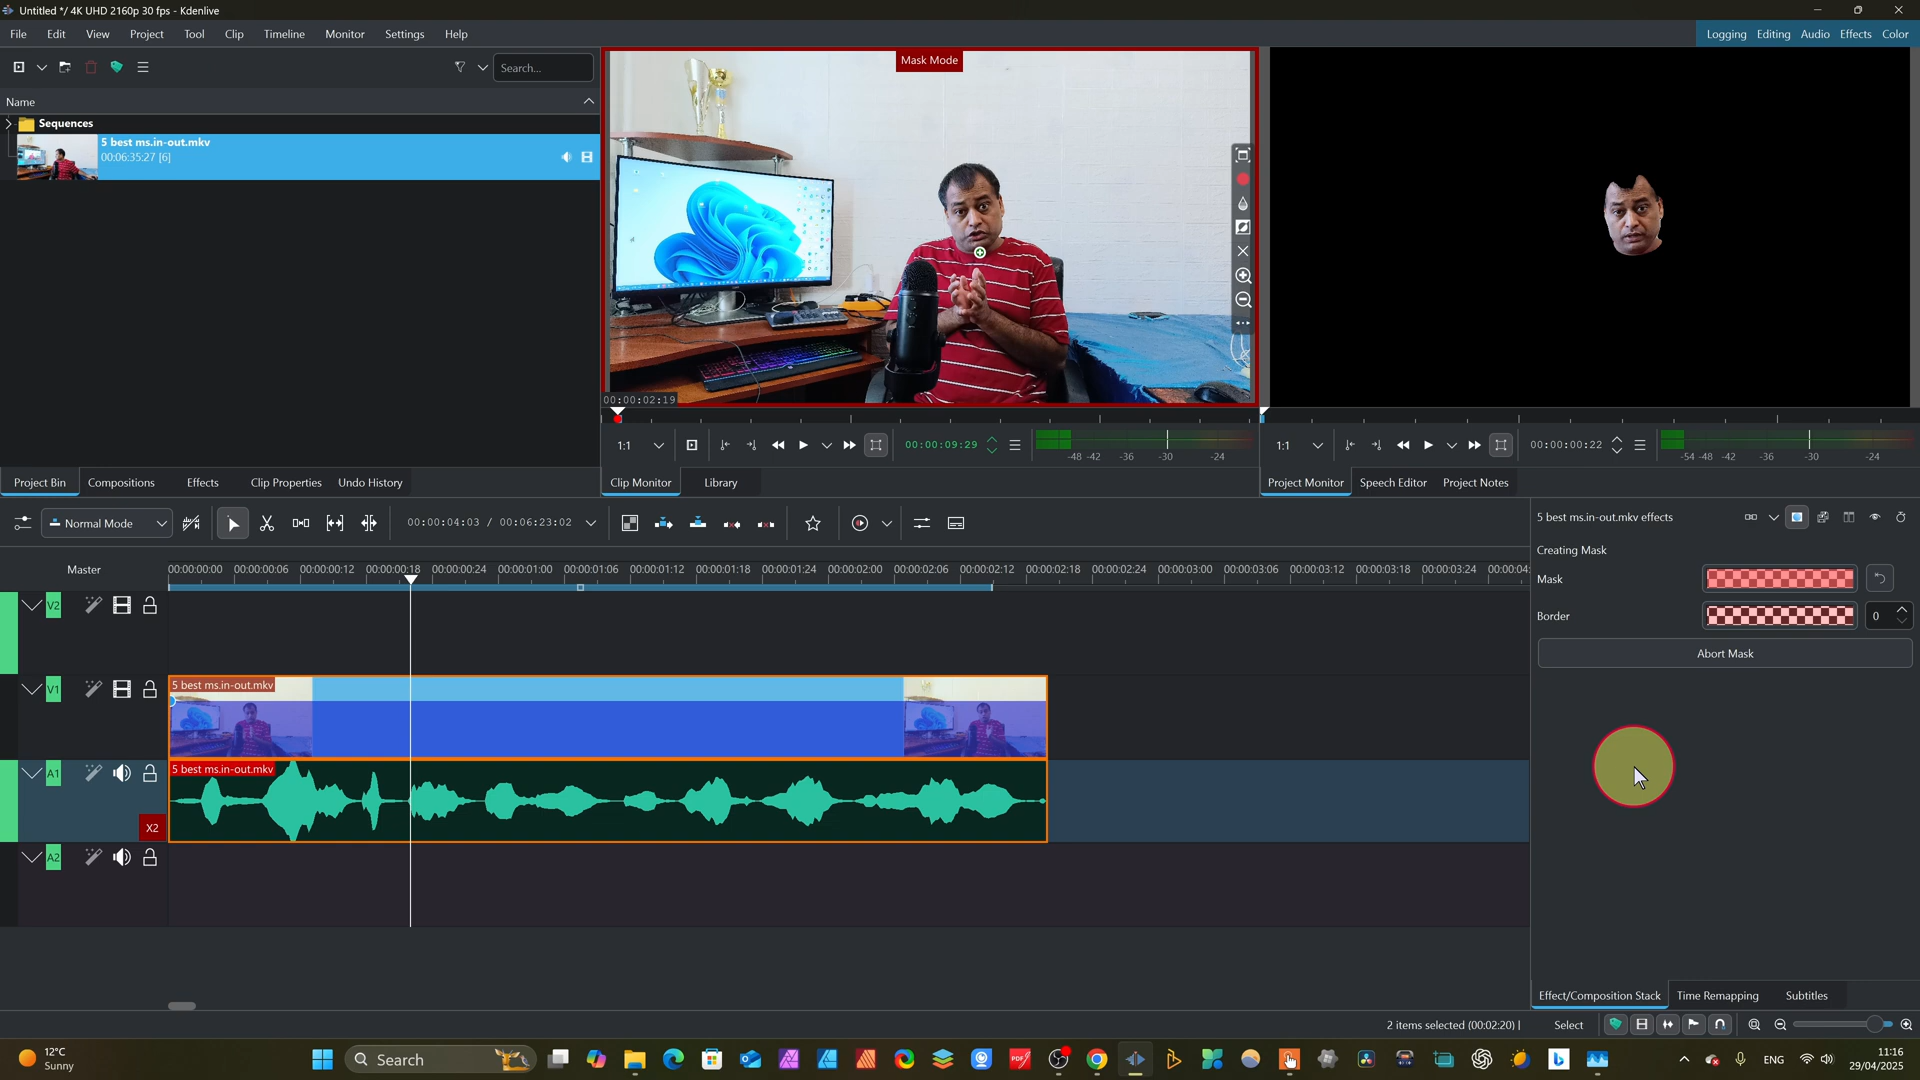 Untitled */ 4K UHD 2160p 30 fps - Kdenlive
File Edit View Project Tool Clip Timeline Monitor Settings Help
Logging Editing Audio Effects Color
Search...
Mask Mode
Name
Sequences
5 best ms.in-out.mkv
00:06:35:27 [6]
00:00:02:19
1:1
00:00:09:29
-48 -42 -36 -30 -24
1:1
00:00:00:22
-54 -48 -42 -36 -30 -24
Project Bin Compositions Effects Clip Properties Undo History
Clip Monitor Library
Project Monitor Speech Editor Project Notes
Normal Mode
00:00:04:03 / 00:06:23:02
5 best ms.in-out.mkv effects
Creating Mask
Mask
Border
0
Abort Mask
Master
00:00:00:00 00:00:00:06 00:00:00:12 00:00:00:18 00:00:00:24 00:00:01:00 00:00:01:06 00:00:01:12 00:00:01:18 00:00:01:24 00:00:02:00 00:00:02:06 00:00:02:12 00:00:02:18 00:00:02:24 00:00:03:00 00:00:03:06 00:00:03:12 00:00:03:18 00:00:03:24 00:00:04:
V2
V1
5 best ms.in-out.mkv
A1
5 best ms.in-out.mkv
X2
A2
Effect/Composition Stack Time Remapping Subtitles
2 items selected (00:02:20) |
Select
12°C
Sunny
Search
PDF
ENG
11:16
29/04/2025